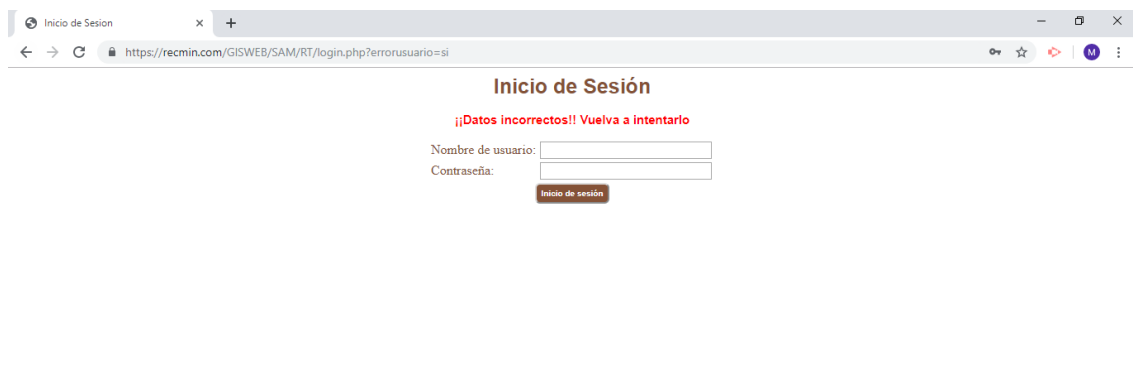 Inicio de Sesion
https://recmin.com/GISWEB/SAM/RT/login.php?errorusuario=si
M
Inicio de Sesión
¡¡Datos incorrectos!! Vuelva a intentarlo
Nombre de usuario:
Contraseña:
Inicio de sesión